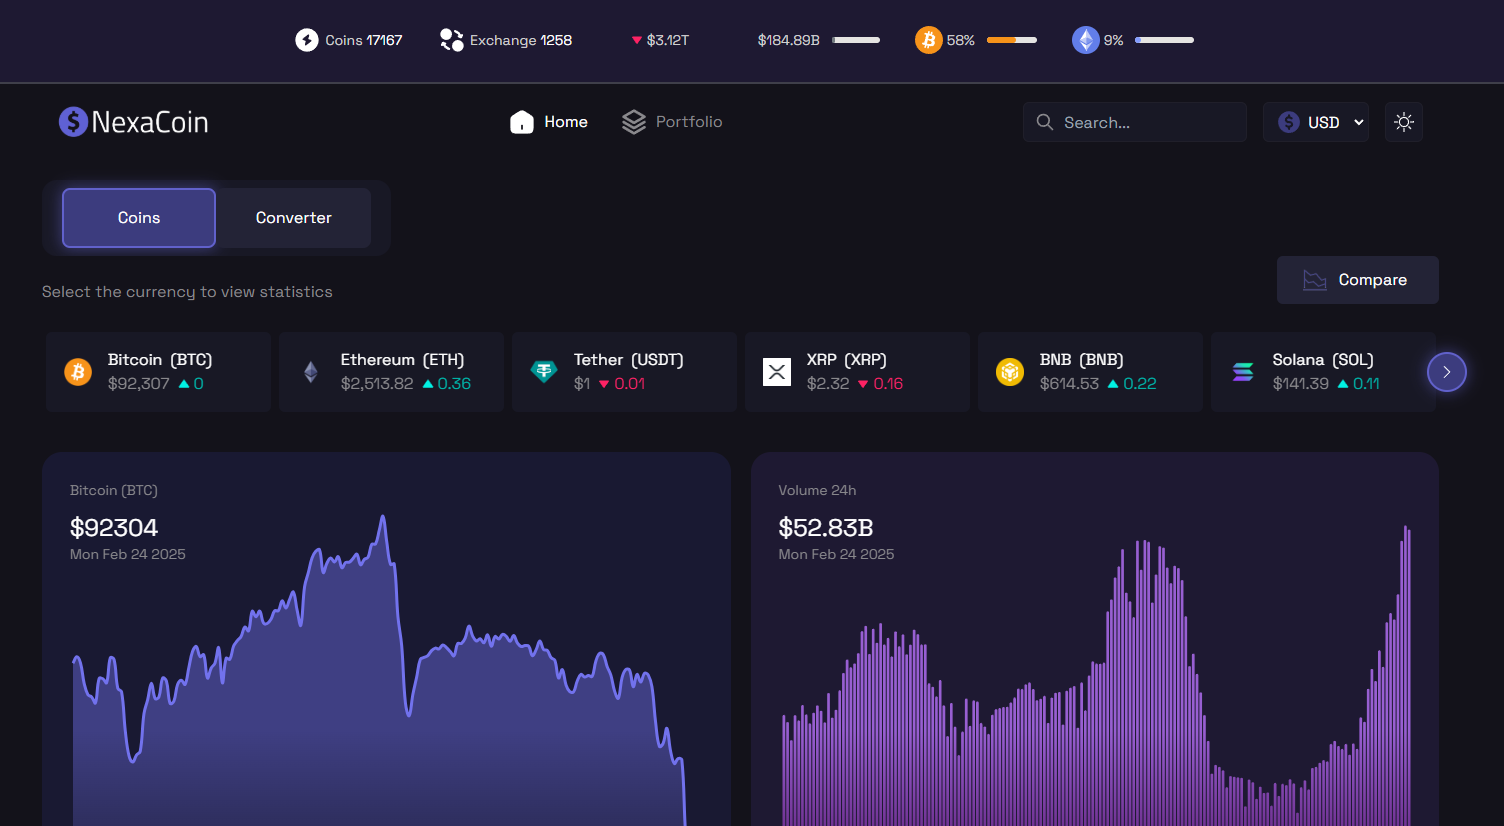 Coins 17167 Exchange 1258 $3.12T $184.89B 58% 9%
NexaCoin Home Portfolio Search... USD
Coins Converter
Select the currency to view statistics
Compare
Bitcoin (BTC)
$92,307 0
Ethereum (ETH)
$2,513.82 0.36
Tether (USDT)
$1 0.01
XRP (XRP)
$2.32 0.16
BNB (BNB)
$614.53 0.22
Solana (SOL)
$141.39 0.11
Bitcoin (BTC)
$92304
Mon Feb 24 2025
Volume 24h
$52.83B
Mon Feb 24 2025